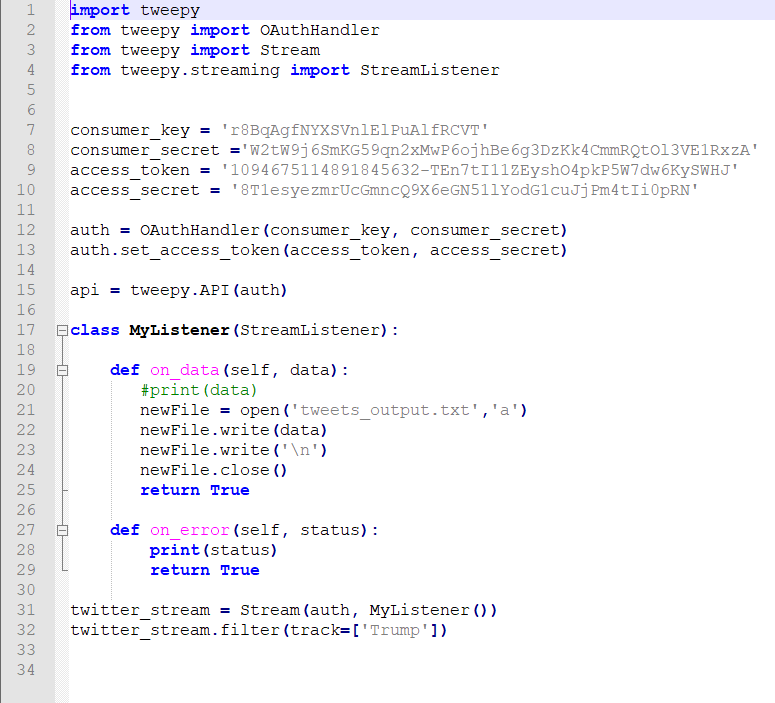 1 import tweepy
2 from tweepy import OAuthHandler
3 from tweepy import Stream
4 from tweepy.streaming import StreamListener
5
6
7 consumer_key = ''
8 consumer_secret =''
9 access_token = ''
10 access_secret = ''
11
12 auth = OAuthHandler(consumer_key, consumer_secret)
13 auth.set_access_token(access_token, access_secret)
14
15 api = tweepy.API(auth)
16
17 class MyListener(StreamListener):
18
19     def on_data(self, data):
20        #print(data)
21        newFile = open('tweets_output.txt','a')
22        newFile.write(data)
23        newFile.write('\n')
24        newFile.close()
25        return True
26
27     def on_error(self, status):
28         print(status)
29         return True
30
31 twitter_stream = Stream(auth, MyListener())
32 twitter_stream.filter(track=['Trump'])
33
34